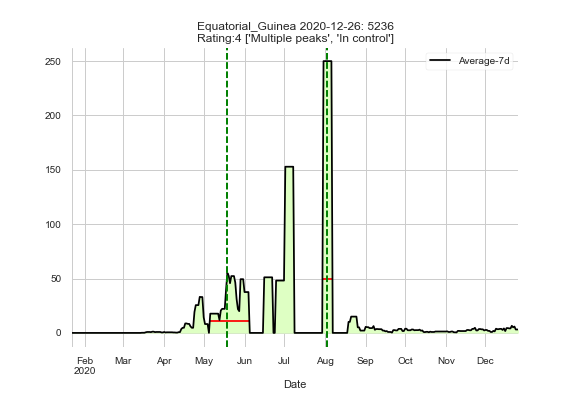 Equatorial_Guinea 2020-12-26: 5236
Rating:4 ['Multiple peaks', 'In control']
Average-7d
250
200
150
100
50
0
Feb Mar Apr May Jun Jul Aug Sep Oct Nov Dec
2020
Date